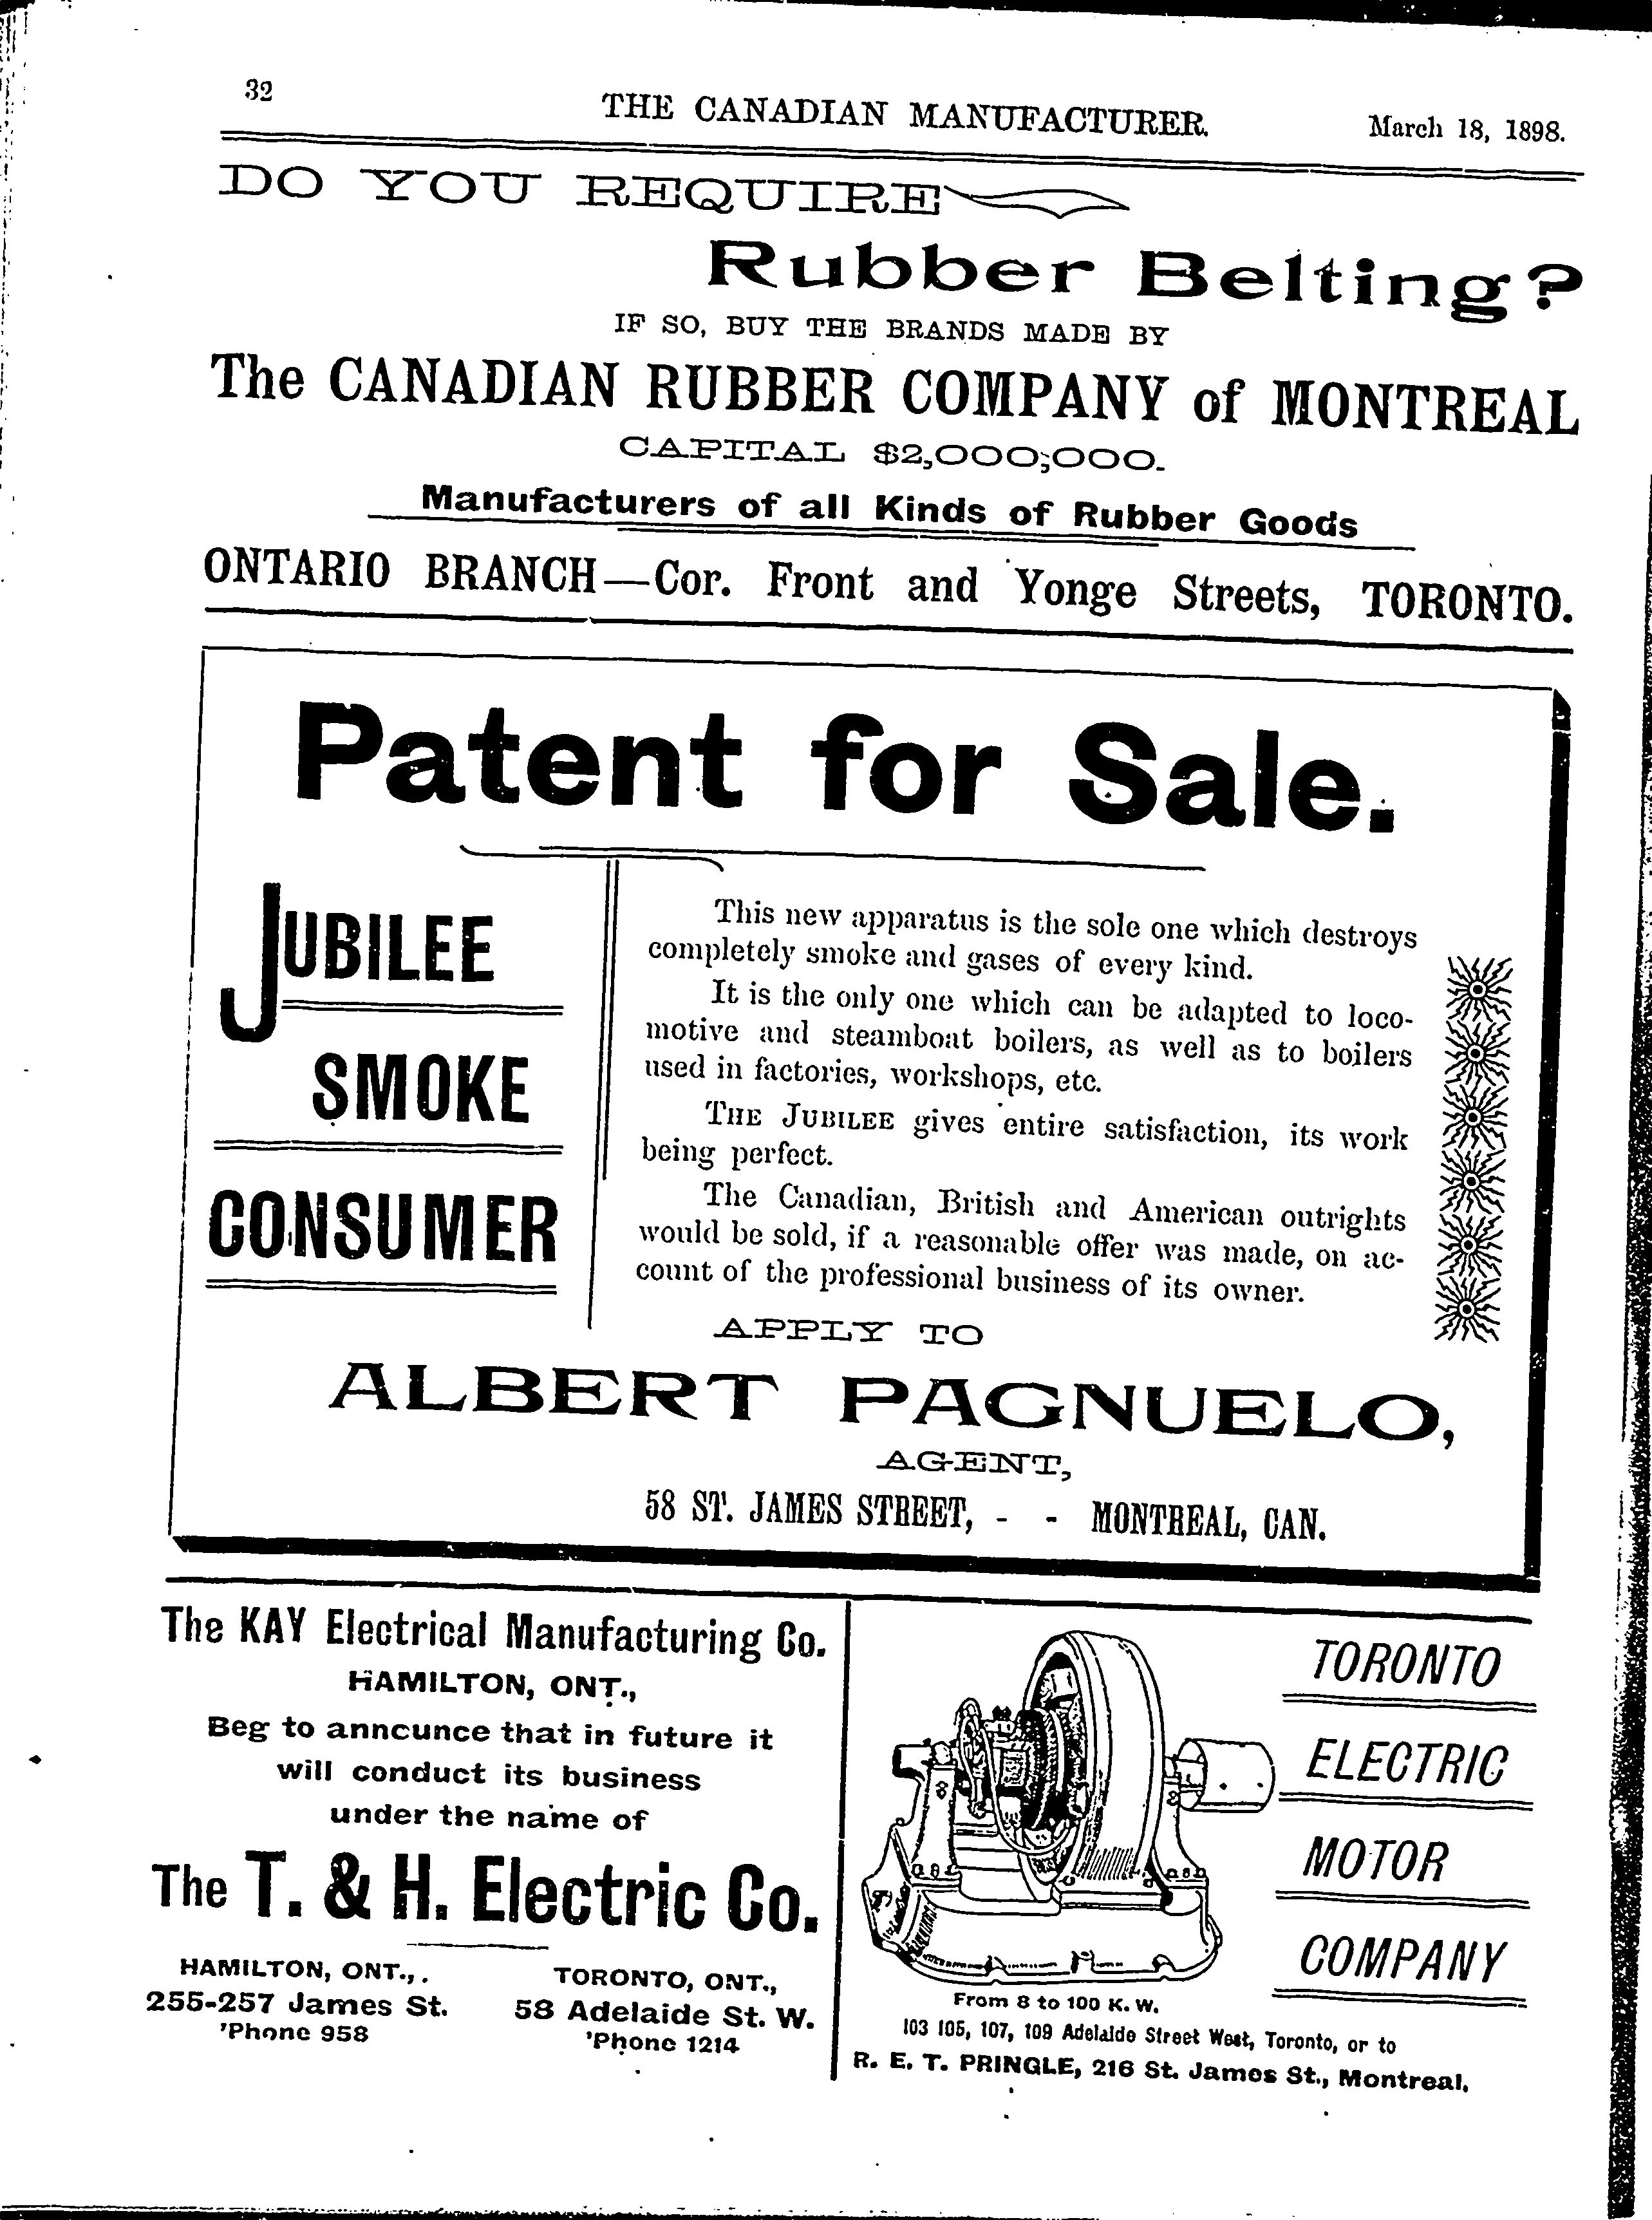 32
THE CANADIAN MANUFACTURER.
March 18, 1898.
DO YOU REQUIRE
Rubber Belting?
IF SO, BUY THE BRANDS MADE BY
The CANADIAN RUBBER COMPANY of MONTREAL
CAPITAL $2,000,000.
Manufacturers of all Kinds of Rubber Goods
ONTARIO BRANCH—Cor. Front and Yonge Streets, TORONTO.
Patent for Sale.
JUBILEE
SMOKE
CONSUMER
This new apparatus is the sole one which destroys
completely smoke and gases of every kind.
It is the only one which can be adapted to loco-
motive and steamboat boilers, as well as to boilers
used in factories, workshops, etc.
THE JUBILEE gives entire satisfaction, its work
being perfect.
The Canadian, British and American outrights
would be sold, if a reasonable offer was made, on ac-
count of the professional business of its owner.
APPLY TO
ALBERT PAGNUELO,
AGENT,
58 ST. JAMES STREET, - - MONTREAL, CAN.
The KAY Electrical Manufacturing Co.
HAMILTON, ONT.,
Beg to anncunce that in future it
will conduct its business
under the name of
The T. & H. Electric Co.
HAMILTON, ONT.,
255-257 James St.
'Phone 958
TORONTO, ONT.,
58 Adelaide St. W.
'Phone 1214
TORONTO
ELECTRIC
MOTOR
COMPANY
From 8 to 100 K. W.
103 105, 107, 109 Adelaide Street West, Toronto, or to
R. E. T. PRINGLE, 216 St. James St., Montreal.